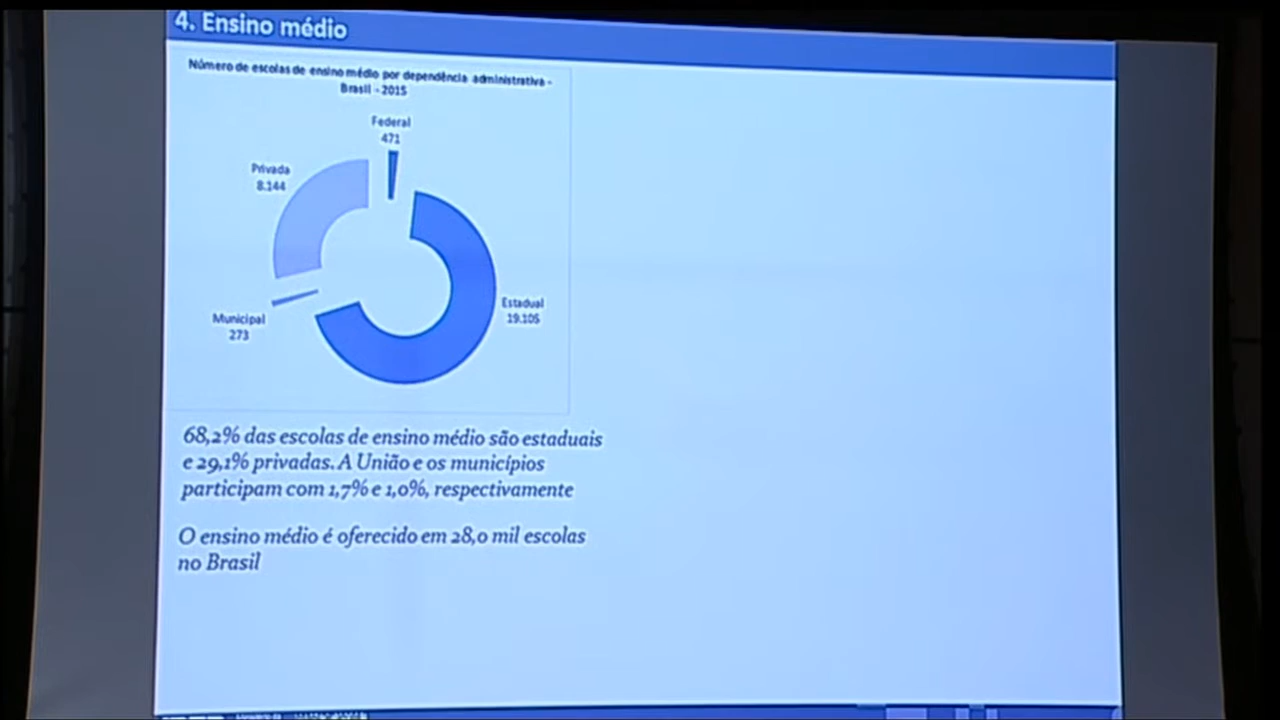 4. Ensino médio
Número de escolas de ensino médio por dependência administrativa -
Brasil - 2015
Federal
471
Privada
8.144
Estadual
19.105
Municipal
273
68,2% das escolas de ensino médio são estaduais
e 29,1% privadas. A União e os municípios
participam com 1,7% e 1,0%, respectivamente
O ensino médio é oferecido em 28,0 mil escolas
no Brasil